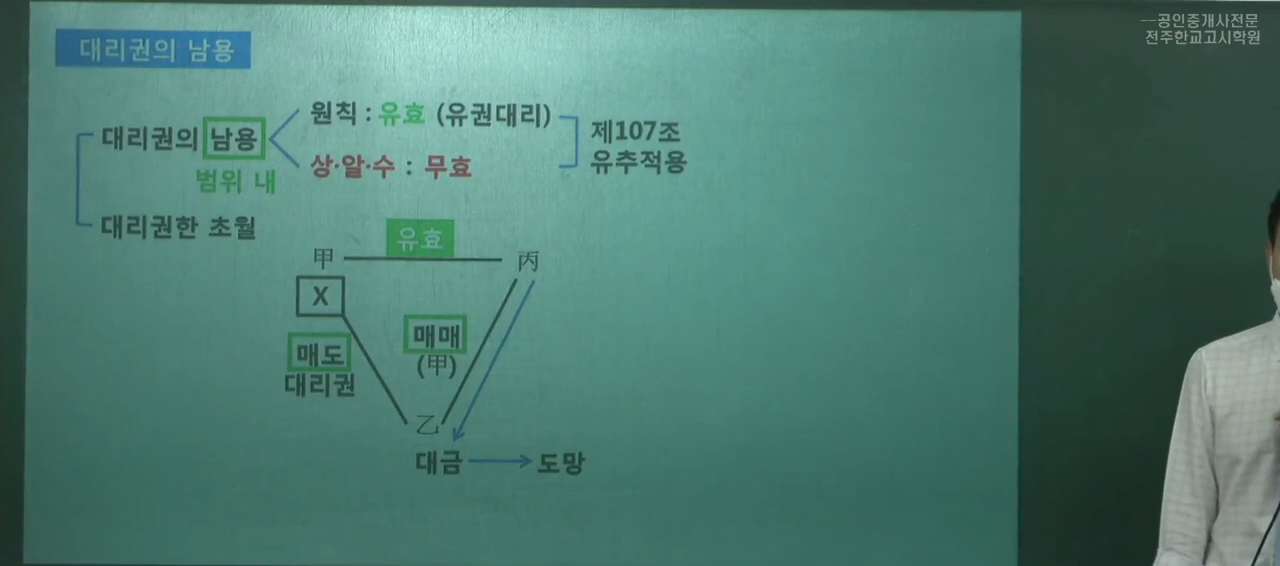 ---공인중개사전문
전주한교고시학원
대리권의 남용
대리권의 남용
범위 내
대리권한 초월
원칙 : 유효 (유권대리)
상·알·수 : 무효
제107조
유추적용
유효
甲
丙
X
매도
대리권
매매
(甲)
乙
대금
도망